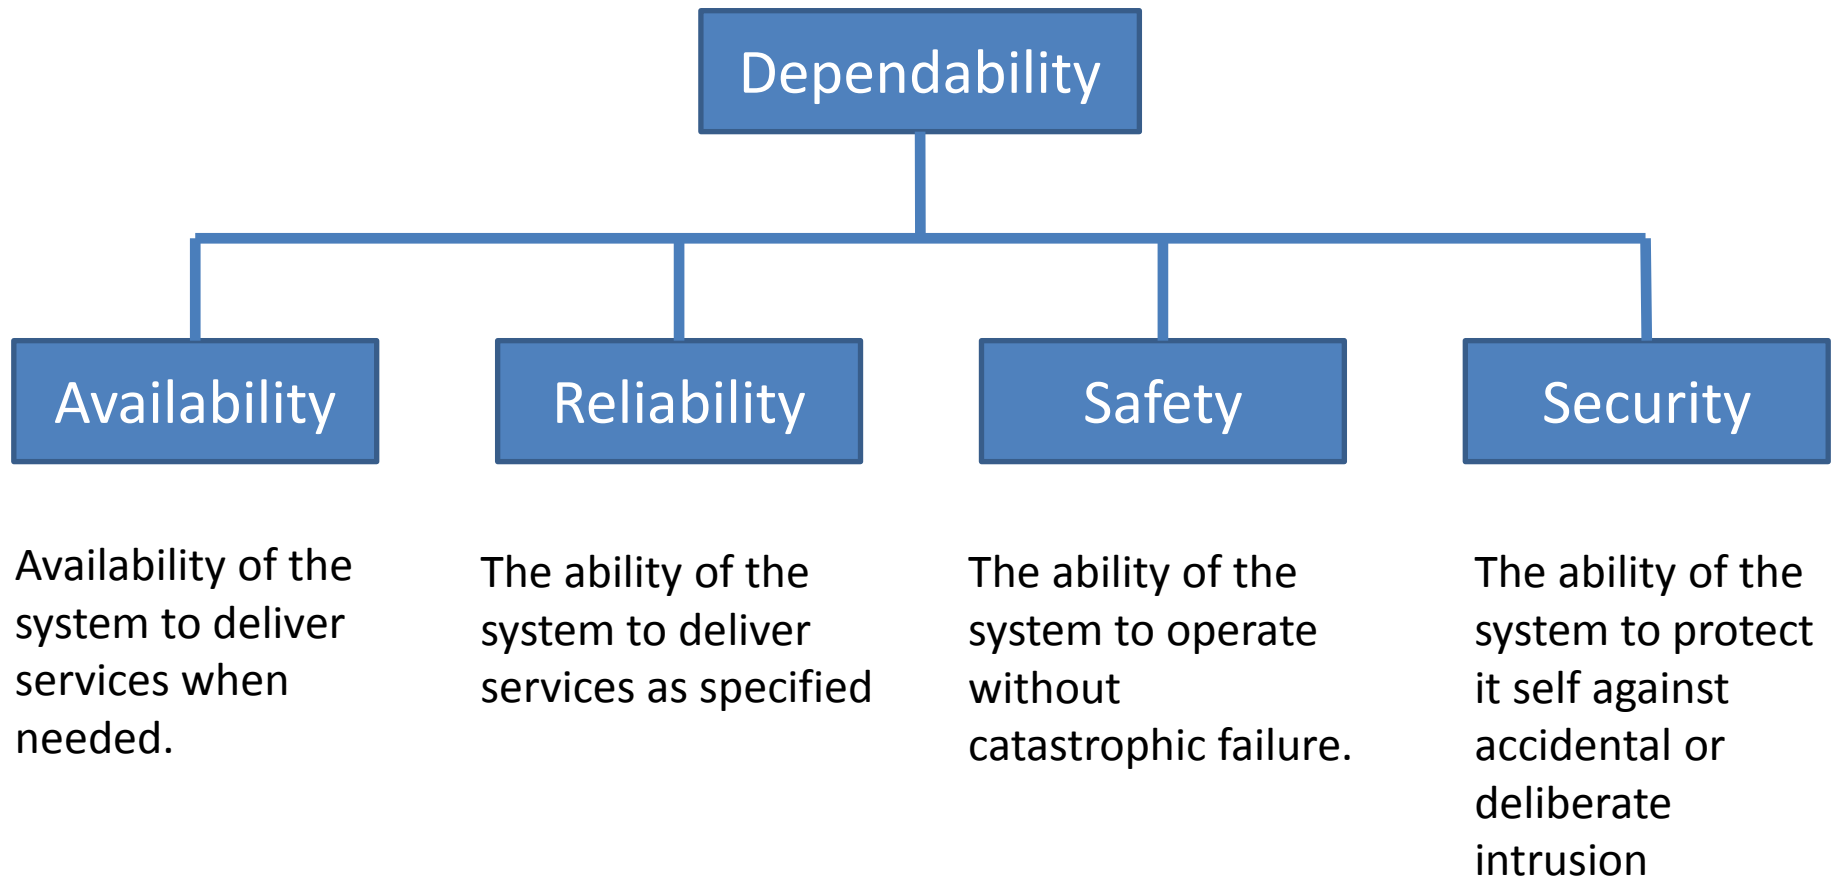 Dependability
Availability
Reliability
Safety
Security
Availability of the
system to deliver
services when
needed.
The ability of the
system to deliver
services as specified
The ability of the
system to operate
without
catastrophic failure.
The ability of the
system to protect
it self against
accidental or
deliberate
intrusion